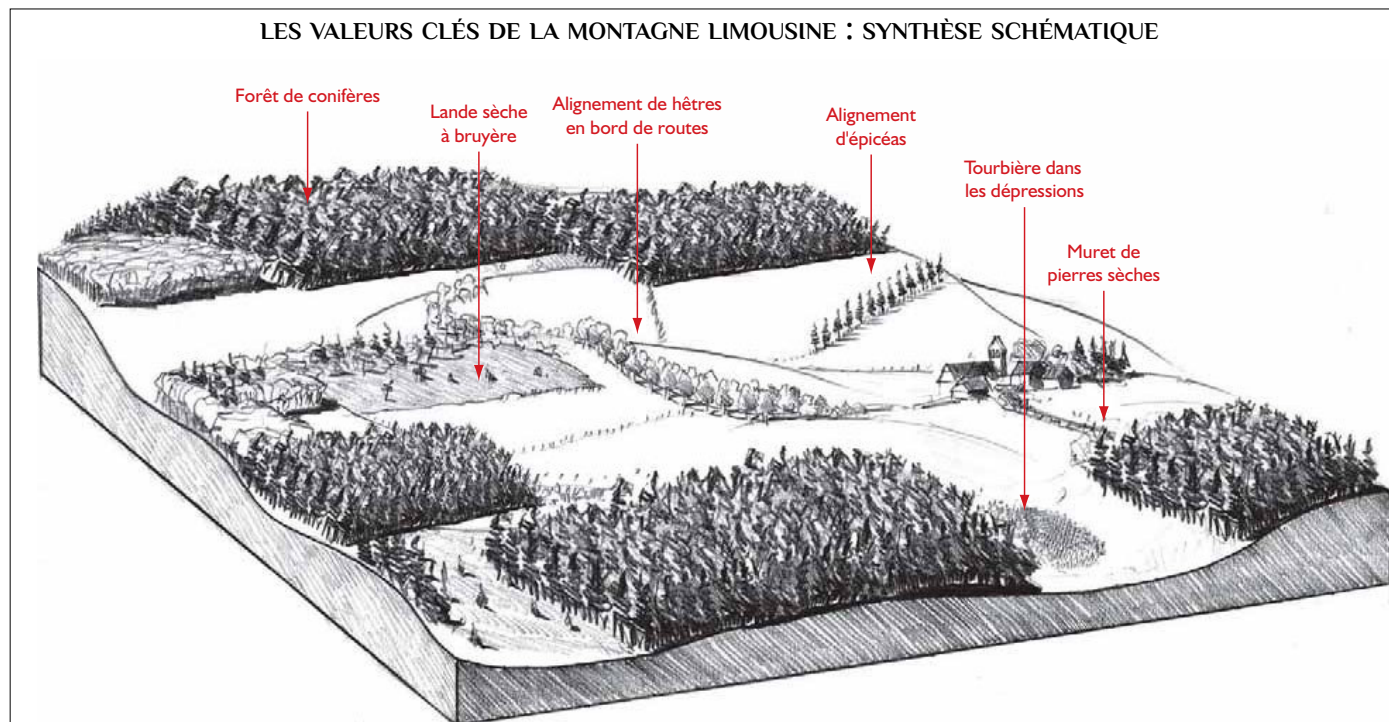 LES VALEURS CLÉS DE LA MONTAGNE LIMOUSINE : SYNTHÈSE SCHÉMATIQUE
Forêt de conifères
Lande sèche
à bruyère
Alignement de hêtres
en bord de routes
Alignement
d'épicéas
Tourbière dans
les dépressions
Muret de
pierres sèches